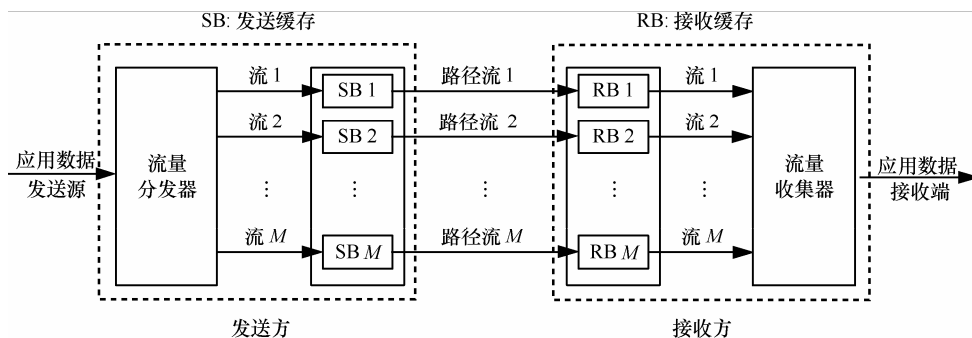 SB: 发送缓存 RB: 接收缓存
流 1 SB 1 路径流 1 RB 1 流 1
流 2 SB 2 路径流 2 RB 2 流 2
应用数据 流量 流量 应用数据
发送源 分发器 ⋮ ⋮ ⋮ ⋮ ⋮ 收集器 接收端
流 M SB M 路径流 M RB M 流 M
发送方 接收方